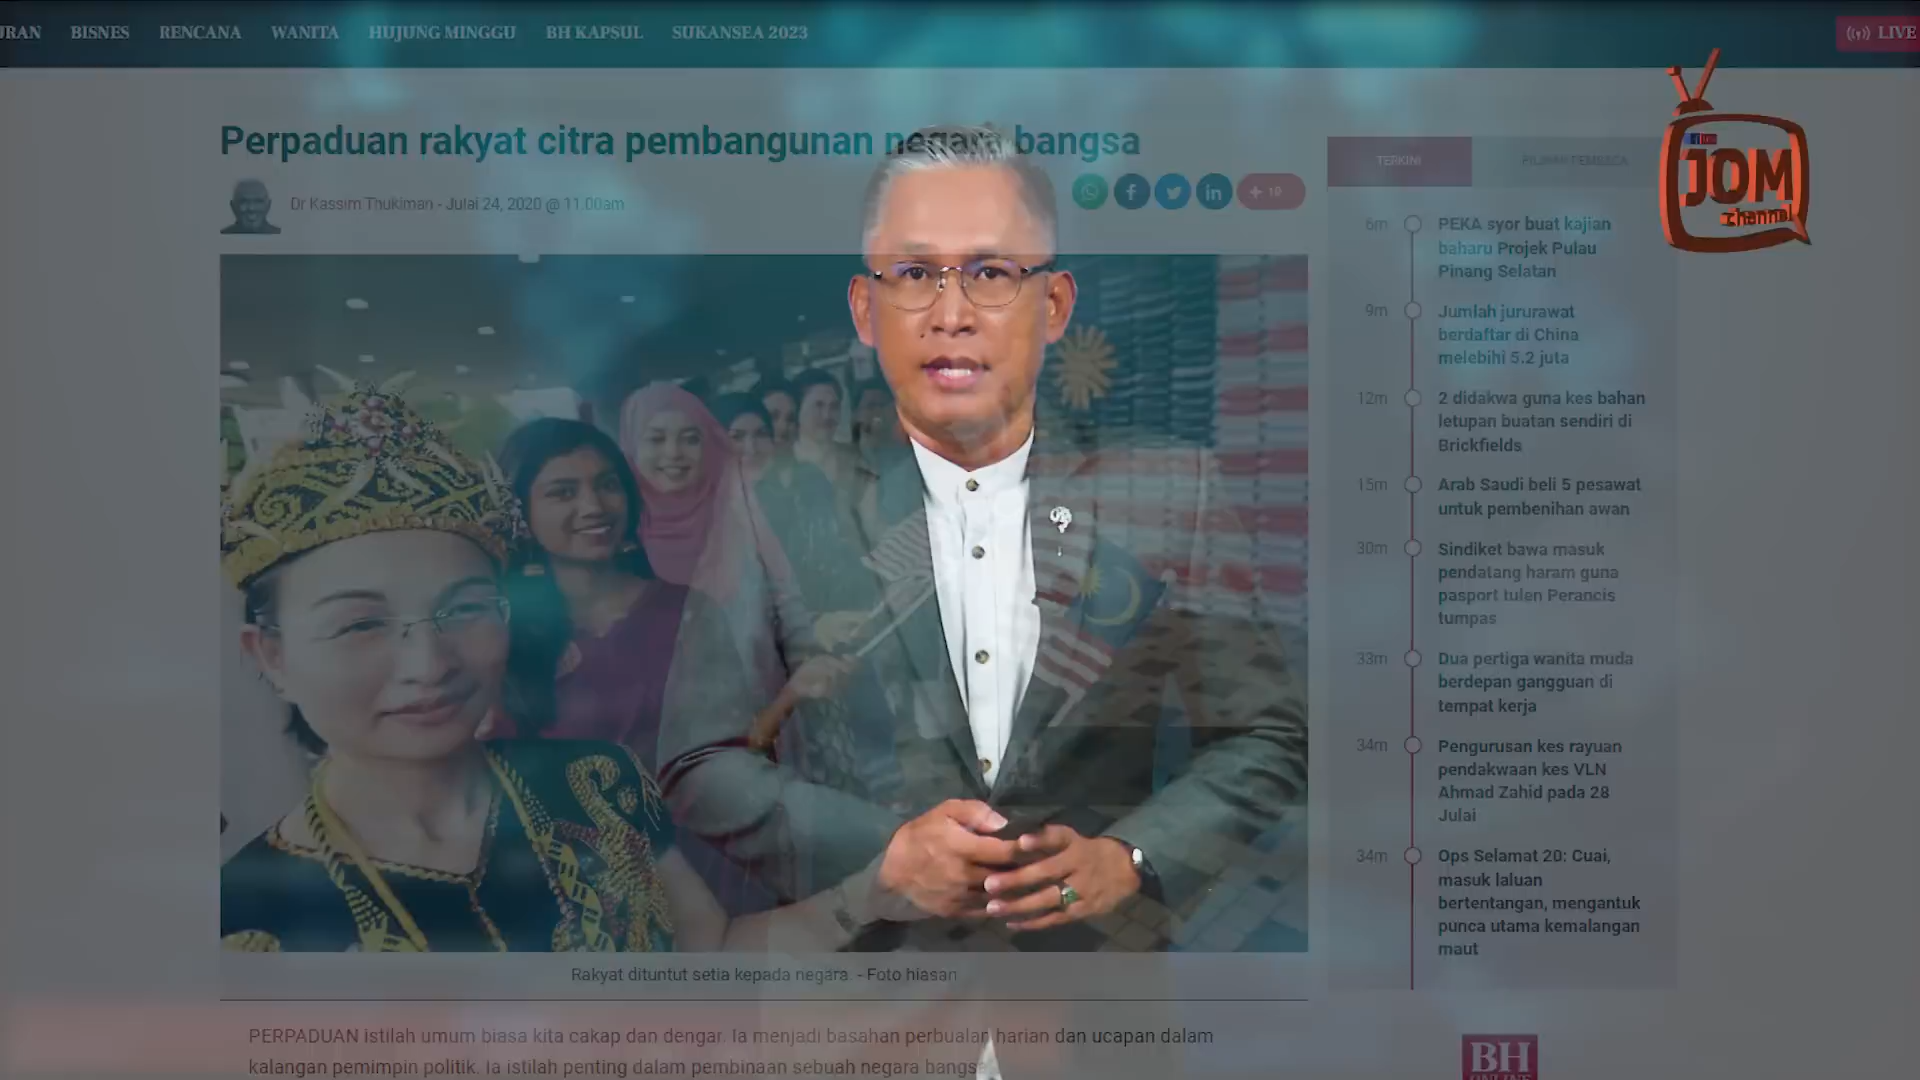 URAN BISNES RENCANA WANITA HUJUNG MINGGU BH KAPSUL SUKANSEA 2023
LIVE
JOM
channel
Perpaduan rakyat citra pembangunan negara bangsa
Dr Kassim Thukiman - Julai 24, 2020 @ 11.00am
TERKINI
PILIHAN PEMBACA
6m
PEKA syor buat kajian
baharu Projek Pulau
Pinang Selatan
9m
Jumlah jururawat
berdaftar di China
melebihi 5.2 juta
12m
2 didakwa guna kes bahan
letupan buatan sendiri di
Brickfields
15m
Arab Saudi beli 5 pesawat
untuk pembenihan awan
30m
Sindiket bawa masuk
pendatang haram guna
pasport tulen Perancis
tumpas
33m
Dua pertiga wanita muda
berdepan gangguan di
tempat kerja
34m
Pengurusan kes rayuan
pendakwaan kes VLN
Ahmad Zahid pada 28
Julai
34m
Ops Selamat 20: Cuai,
masuk laluan
bertentangan, mengantuk
punca utama kemalangan
maut
Rakyat dituntut setia kepada negara. - Foto hiasan
PERPADUAN istilah umum biasa kita cakap dan dengar. Ia menjadi basahan perbualan harian dan ucapan dalam
kalangan pemimpin politik. Ia istilah penting dalam pembinaan sebuah negara bangsa
BH
ONLINE